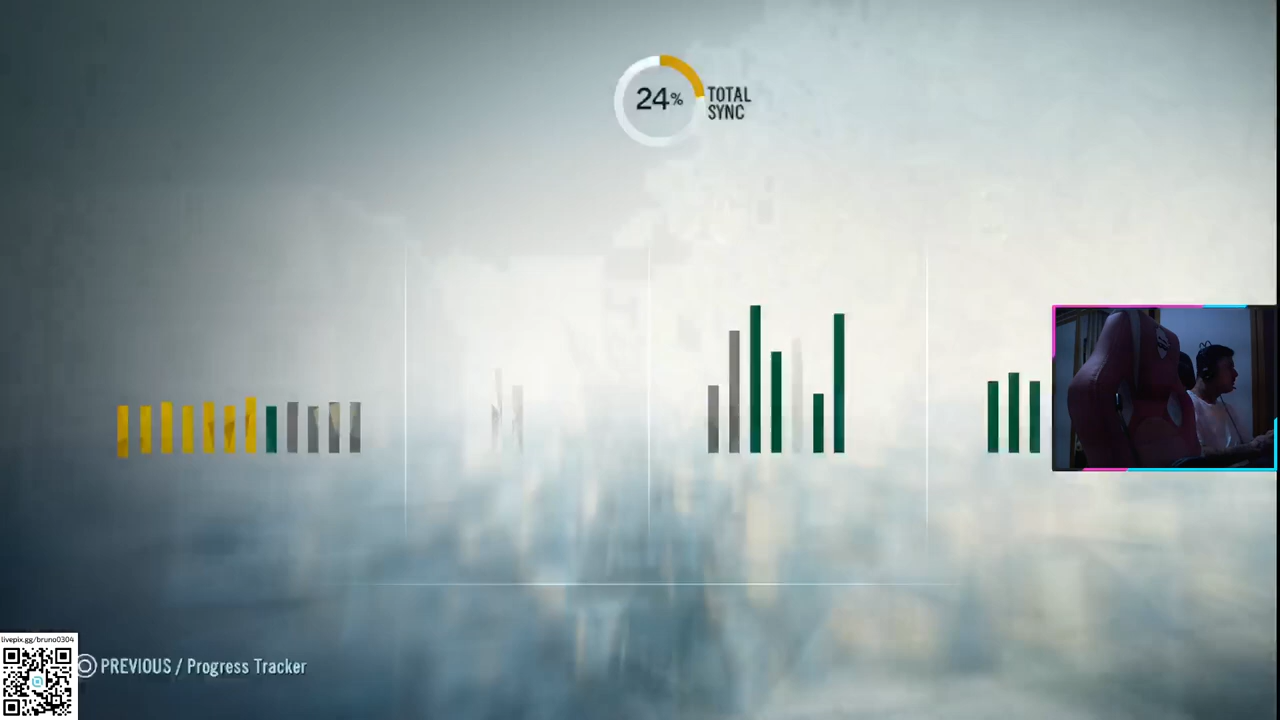 24%
TOTAL
SYNC
livepix.gg/bruno0304
PREVIOUS / Progress Tracker